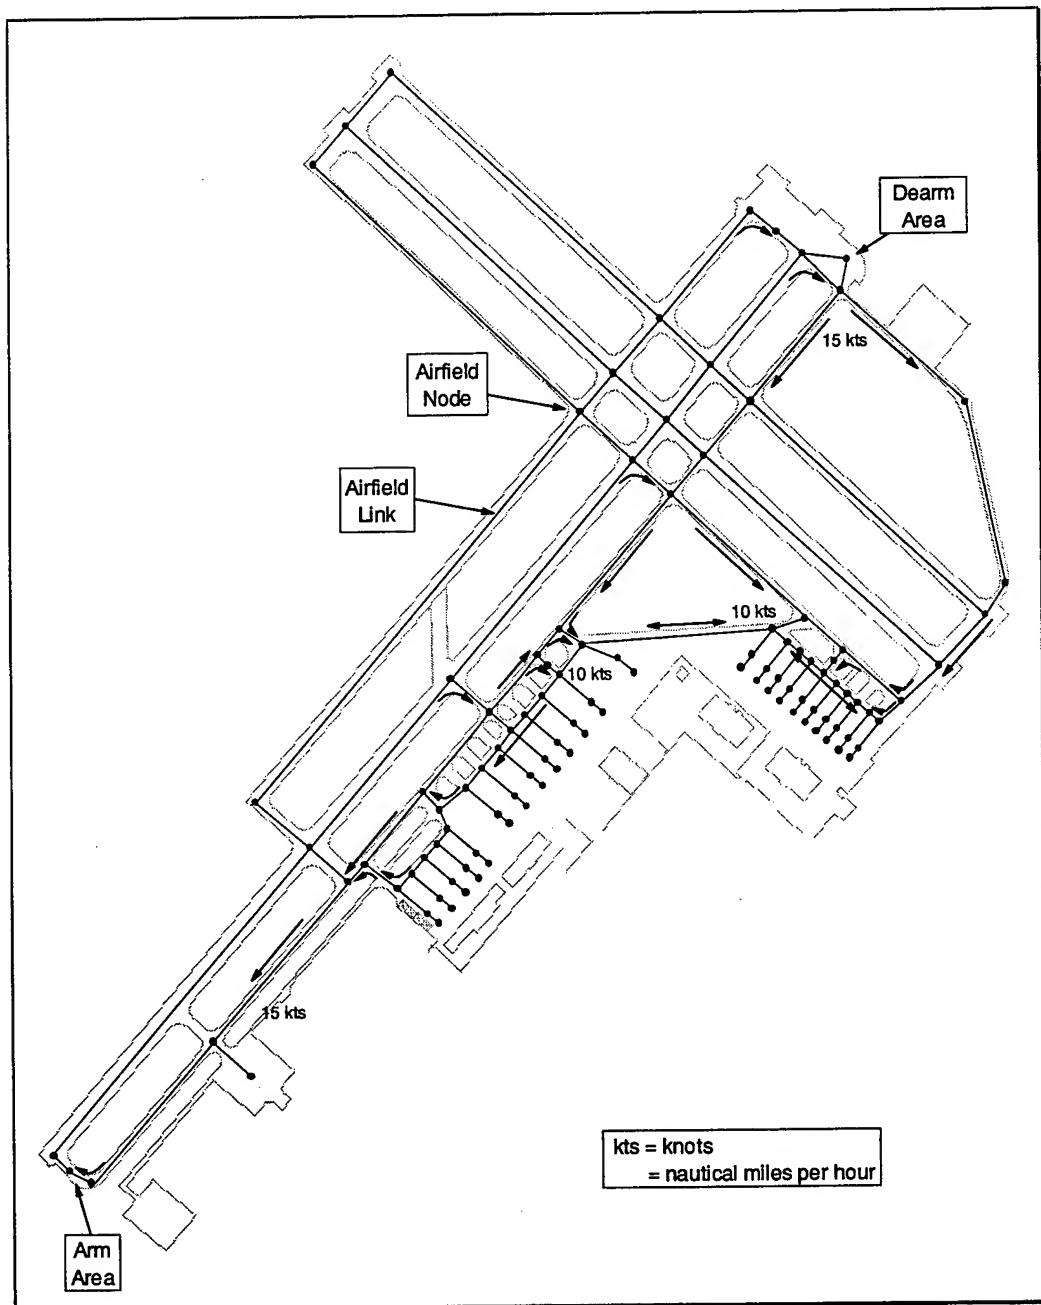 Dearm
Area
15 kts
Airfield
Node
Airfield
Link
10 kts
10 kts
15 kts
kts = knots
= nautical miles per hour
Arm
Area